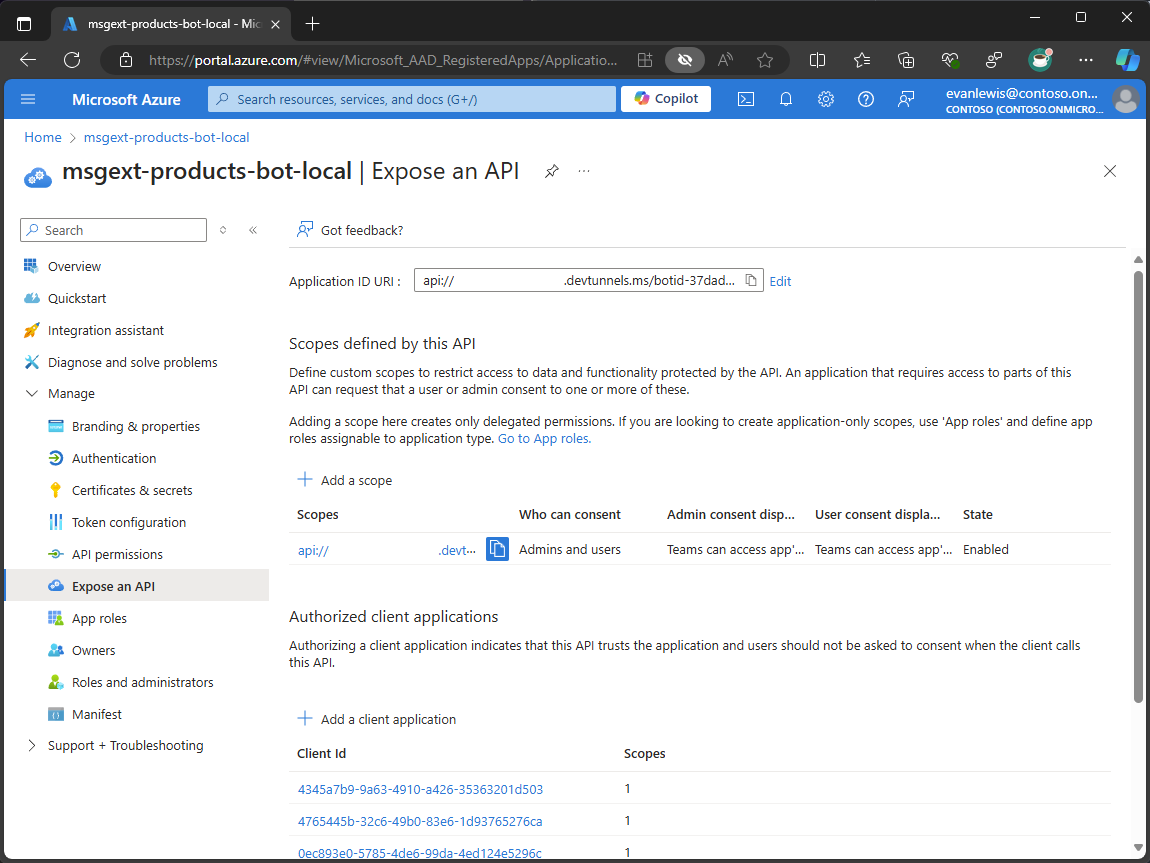 msgext-products-bot-local - Mic
https://portal.azure.com/#view/Microsoft_AAD_RegisteredApps/Applicatio...
Microsoft Azure
Search resources, services, and docs (G+/)
Copilot
evanlewis@contoso.on...
CONTOSO (CONTOSO.ONMICRO...
Home > msgext-products-bot-local
msgext-products-bot-local | Expose an API
Search
Got feedback?
Overview
Quickstart
Integration assistant
Diagnose and solve problems
Manage
Branding & properties
Authentication
Certificates & secrets
Token configuration
API permissions
Expose an API
App roles
Owners
Roles and administrators
Manifest
Support + Troubleshooting
Application ID URI : api:// .devtunnels.ms/botid-37dad... Edit
Scopes defined by this API
Define custom scopes to restrict access to data and functionality protected by the API. An application that requires access to parts of this
API can request that a user or admin consent to one or more of these.
Adding a scope here creates only delegated permissions. If you are looking to create application-only scopes, use 'App roles' and define app
roles assignable to application type. Go to App roles.
Add a scope
Scopes Who can consent Admin consent disp... User consent displa... State
api:// .devt... Admins and users Teams can access app'... Teams can access app'... Enabled
Authorized client applications
Authorizing a client application indicates that this API trusts the application and users should not be asked to consent when the client calls
this API.
Add a client application
Client Id Scopes
4345a7b9-9a63-4910-a426-35363201d503 1
4765445b-32c6-49b0-83e6-1d93765276ca 1
0ec893e0-5785-4de6-99da-4ed124e5296c 1